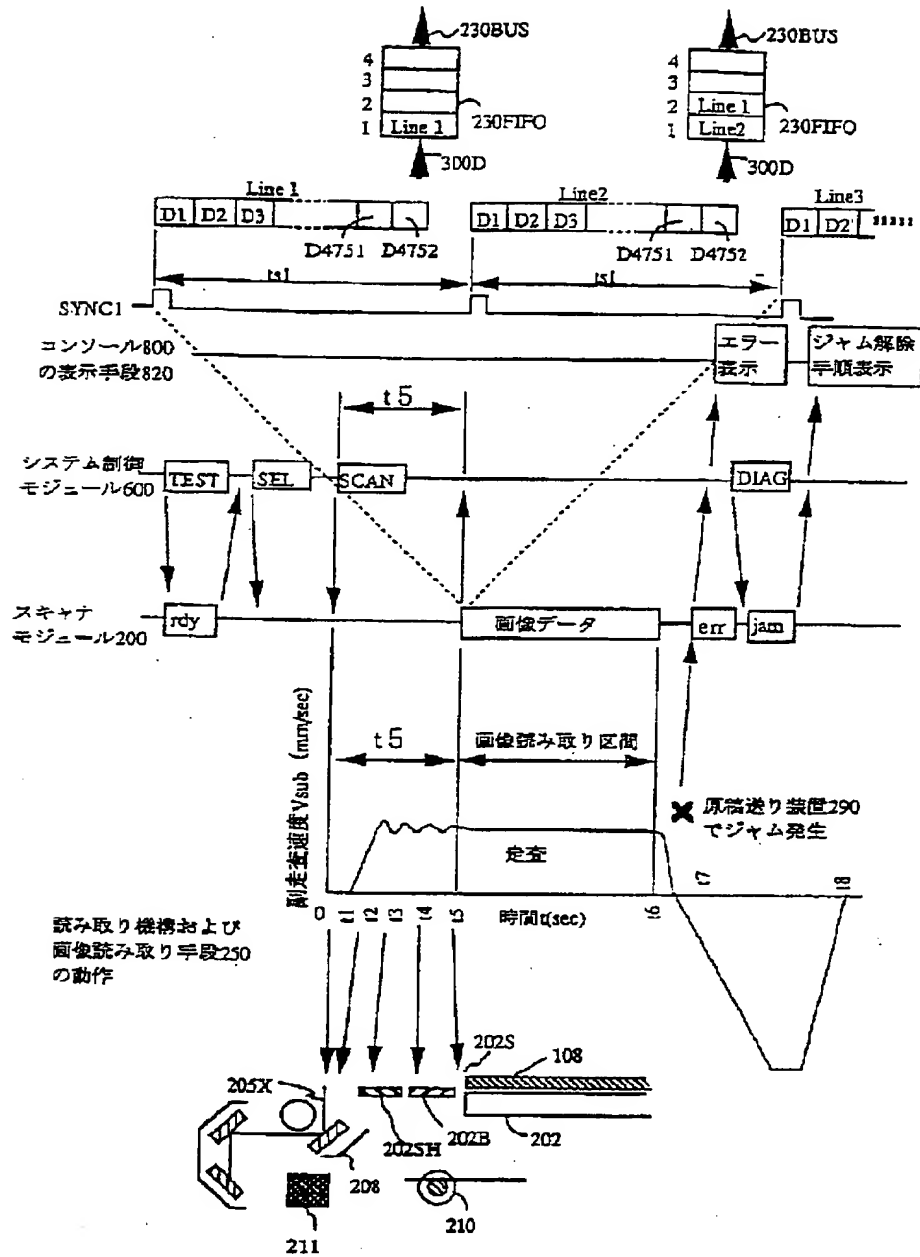 230BUS
4
3
2
1 Line 1
230FIFO
300D
230BUS
4
3
2 Line 1
1 Line2
230FIFO
300D
Line 1
D1 D2 D3
D4751
D4752
Line2
D1 D2 D3
D4751
D4752
Line3
D1 D2'
tsl
tsl
SYNC1
コンソール800
の表示手段820
エラー
表示
ジャム解除
手順表示
t5
システム制御
モジュール600
TEST
SEL
SCAN
DIAG
スキャナ
モジュール200
rdy
画像データ
err
jam
副走査速度Vsub (mm/sec)
t5
画像読み取り区間
原稿送り装置290
でジャム発生
走査
0
t1
t2
t3
t4
t5
時間t(sec)
t6
t7
t8
読み取り機構および
画像読み取り手段250
の動作
202S
108
205X
202SH
202B
202
208
211
210